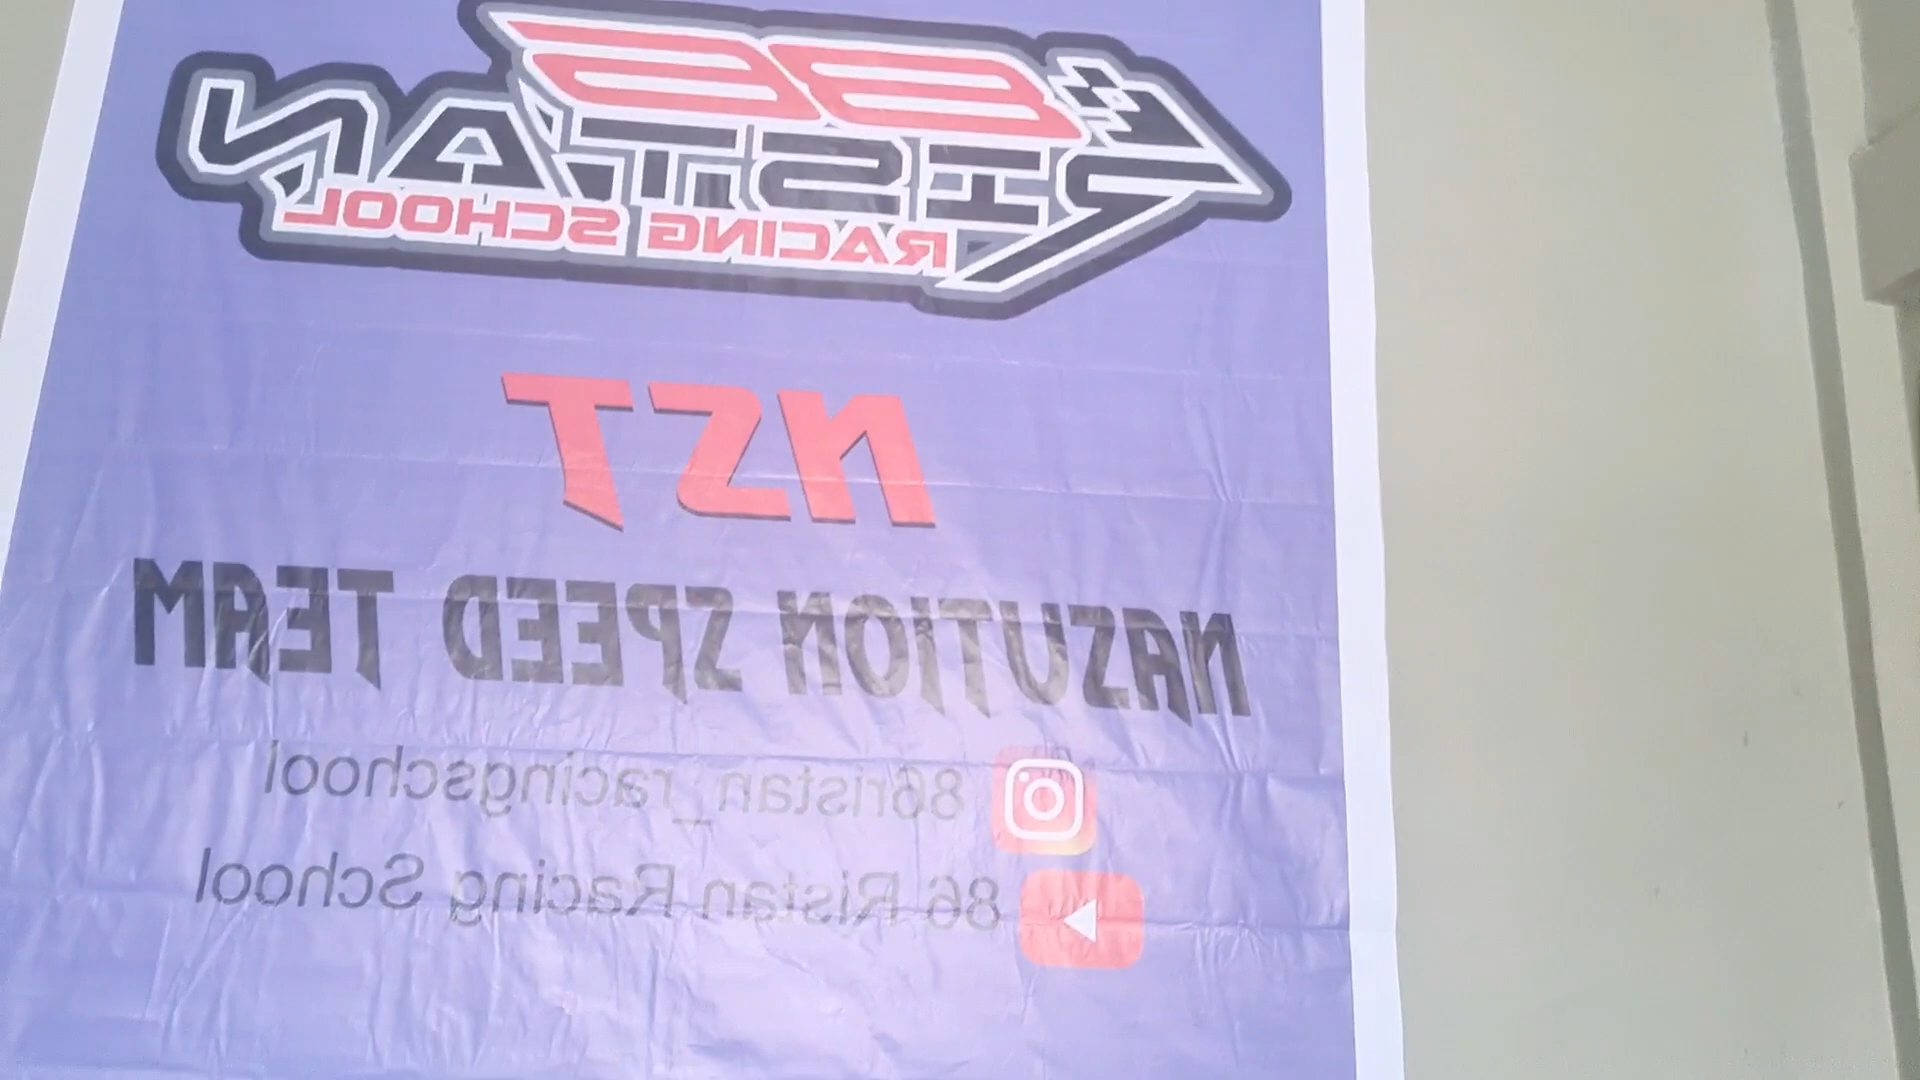 86
RISTAN
RACING SCHOOL
NST
NASUTION SPEED TEAM
86ristan_racingschool
86 Ristan Racing School